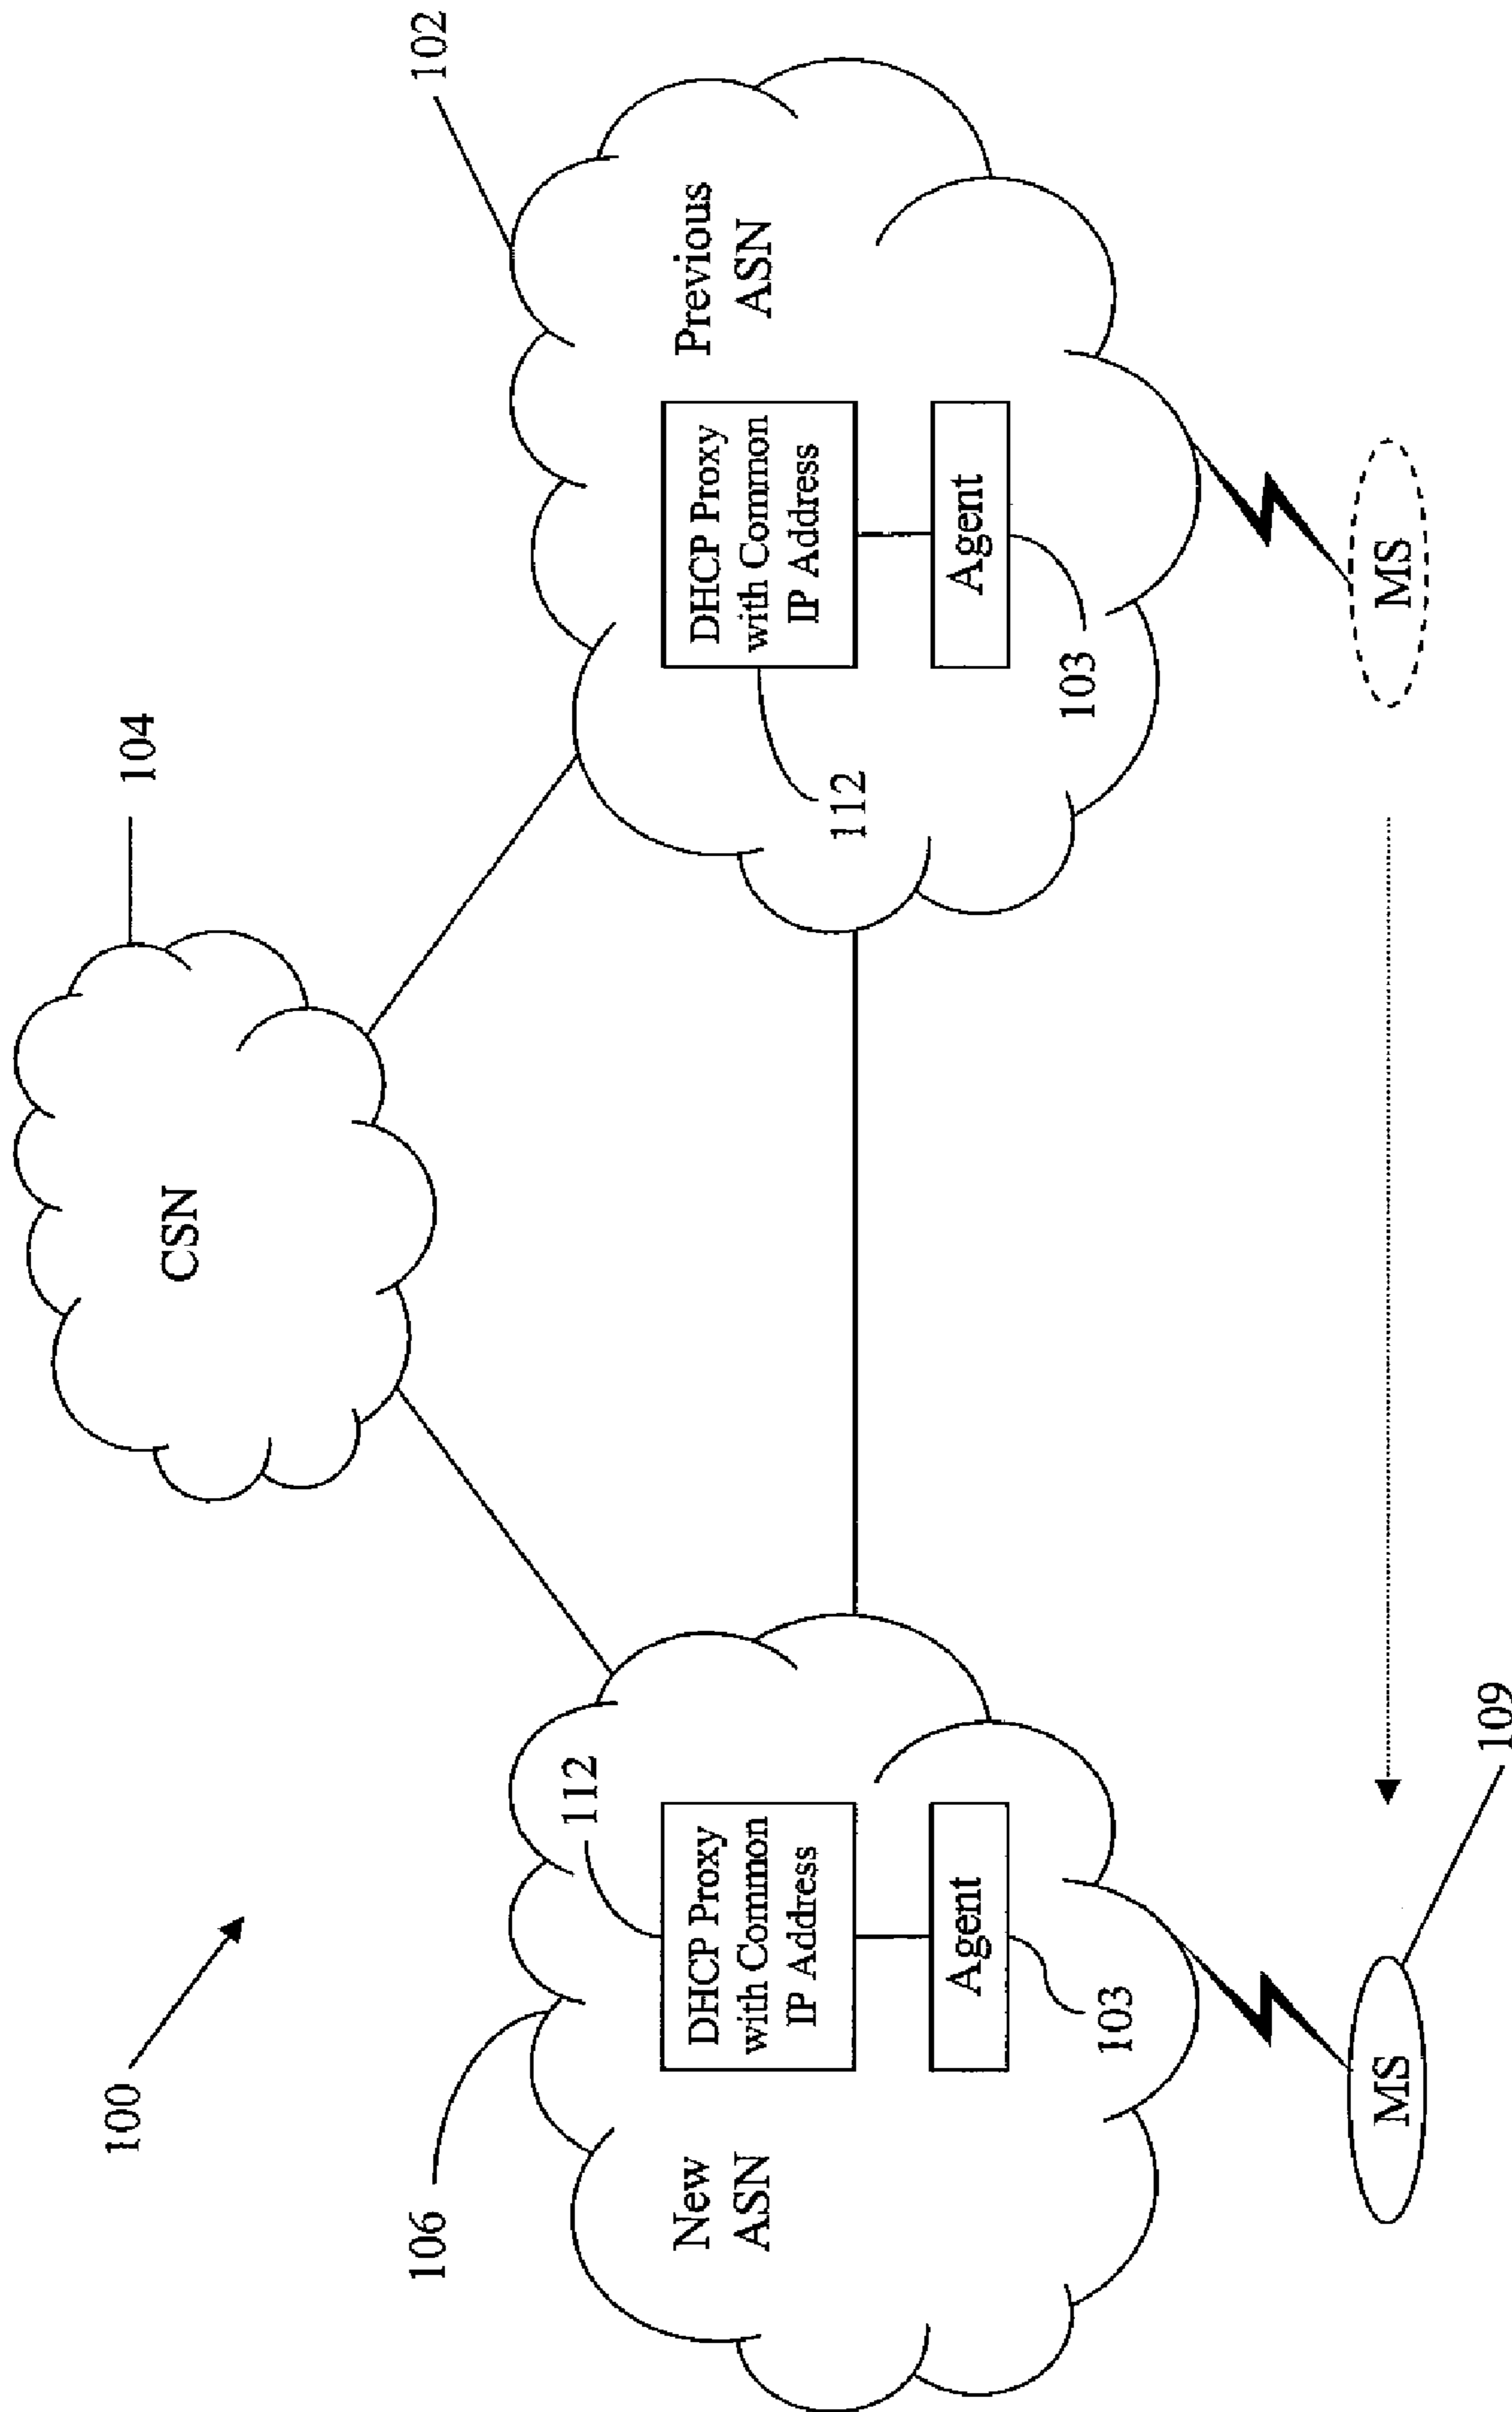 100
104
CSN
102
106
112
New
ASN
DHCP Proxy
with Common
IP Address
Agent
103
Previous
ASN
DHCP Proxy
with Common
IP Address
112
Agent
103
MS
109
MS